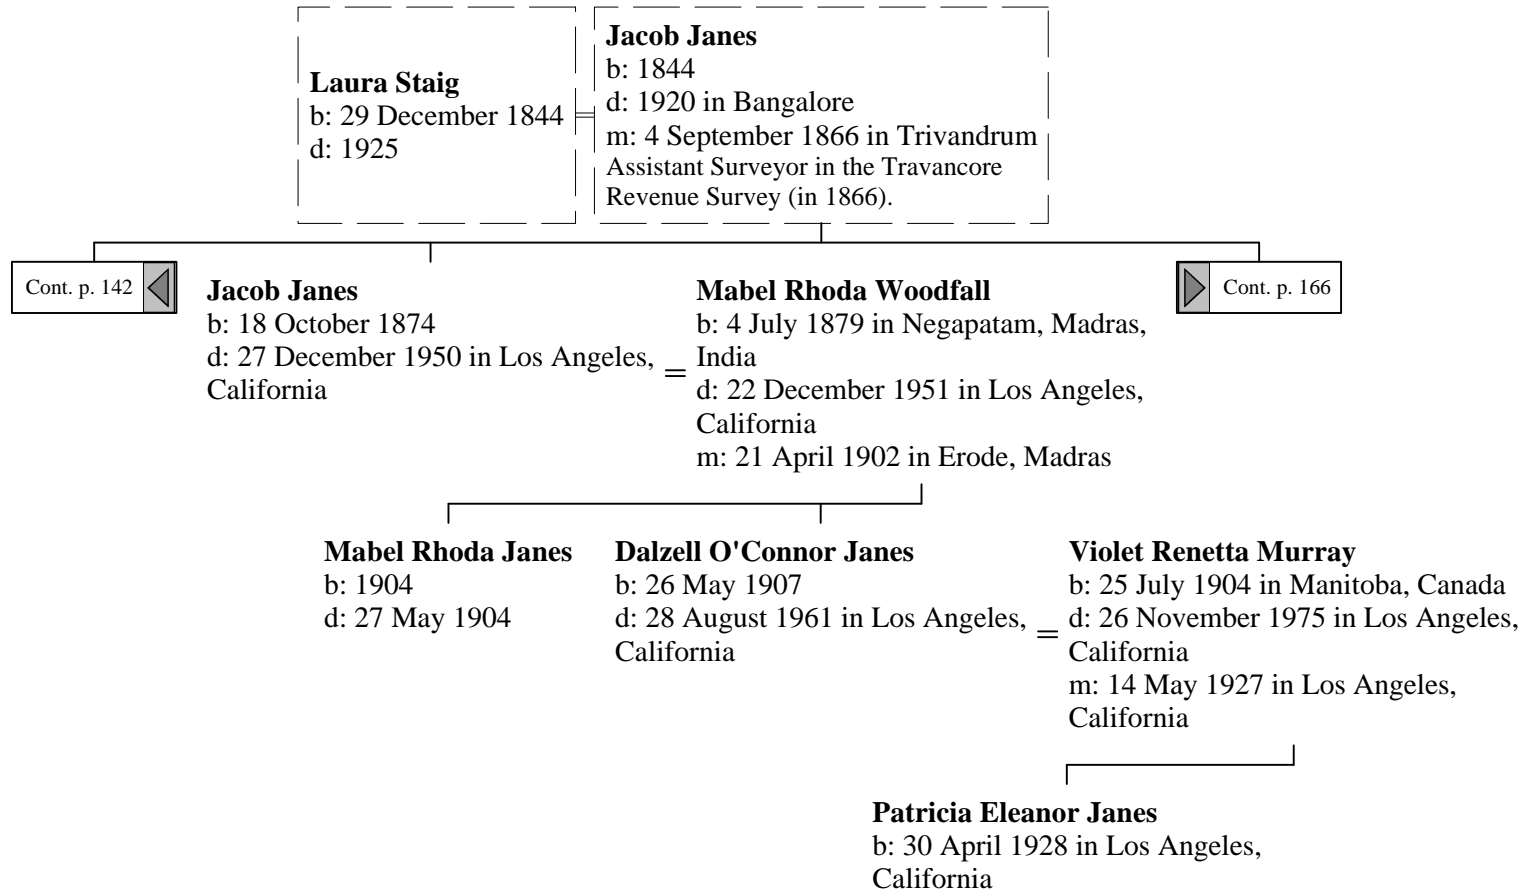 Laura Staig
b: 29 December 1844
d: 1925
Jacob Janes
b: 1844
d: 1920 in Bangalore
m: 4 September 1866 in Trivandrum
Assistant Surveyor in the Travancore
Revenue Survey (in 1866).
Cont. p. 142
Jacob Janes
b: 18 October 1874
d: 27 December 1950 in Los Angeles,
California
=
Mabel Rhoda Woodfall
b: 4 July 1879 in Negapatam, Madras,
India
d: 22 December 1951 in Los Angeles,
California
m: 21 April 1902 in Erode, Madras
Cont. p. 166
Mabel Rhoda Janes
b: 1904
d: 27 May 1904
Dalzell O'Connor Janes
b: 26 May 1907
d: 28 August 1961 in Los Angeles,
California
=
Violet Renetta Murray
b: 25 July 1904 in Manitoba, Canada
d: 26 November 1975 in Los Angeles,
California
m: 14 May 1927 in Los Angeles,
California
Patricia Eleanor Janes
b: 30 April 1928 in Los Angeles,
California